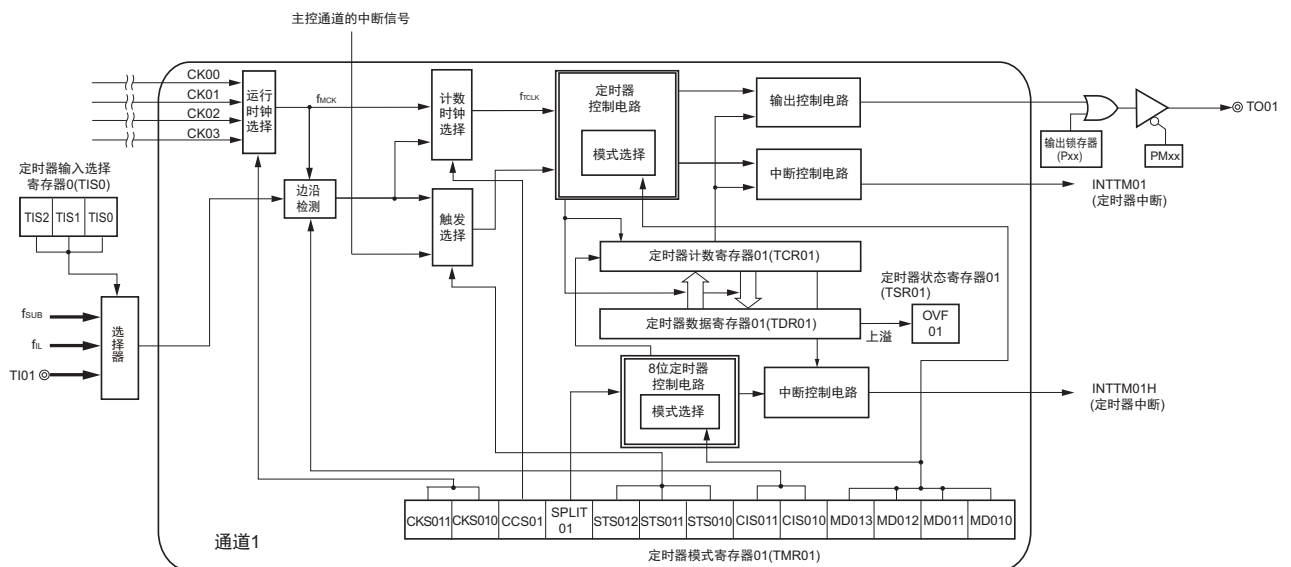 主控通道的中断信号
CK00
CK01
CK02
CK03
运行
时钟
选择
fMCK
计数
时钟
选择
fTCLK
定时器
控制电路
模式选择
输出控制电路
TO01
输出锁存器
(Pxx)
PMxx
中断控制电路
INTTM01
(定时器中断)
定时器输入选择
寄存器0(TIS0)
TIS2 TIS1 TIS0
边沿
检测
触发
选择
定时器计数寄存器01(TCR01)
定时器状态寄存器01
(TSR01)
定时器数据寄存器01(TDR01)
上溢
OVF
01
fSUB
fIL
TI01
选
择
器
8位定时器
控制电路
模式选择
中断控制电路
INTTM01H
(定时器中断)
CKS011 CKS010 CCS01 SPLIT
01 STS012 STS011 STS010 CIS011 CIS010 MD013 MD012 MD011 MD010
通道1
定时器模式寄存器01(TMR01)